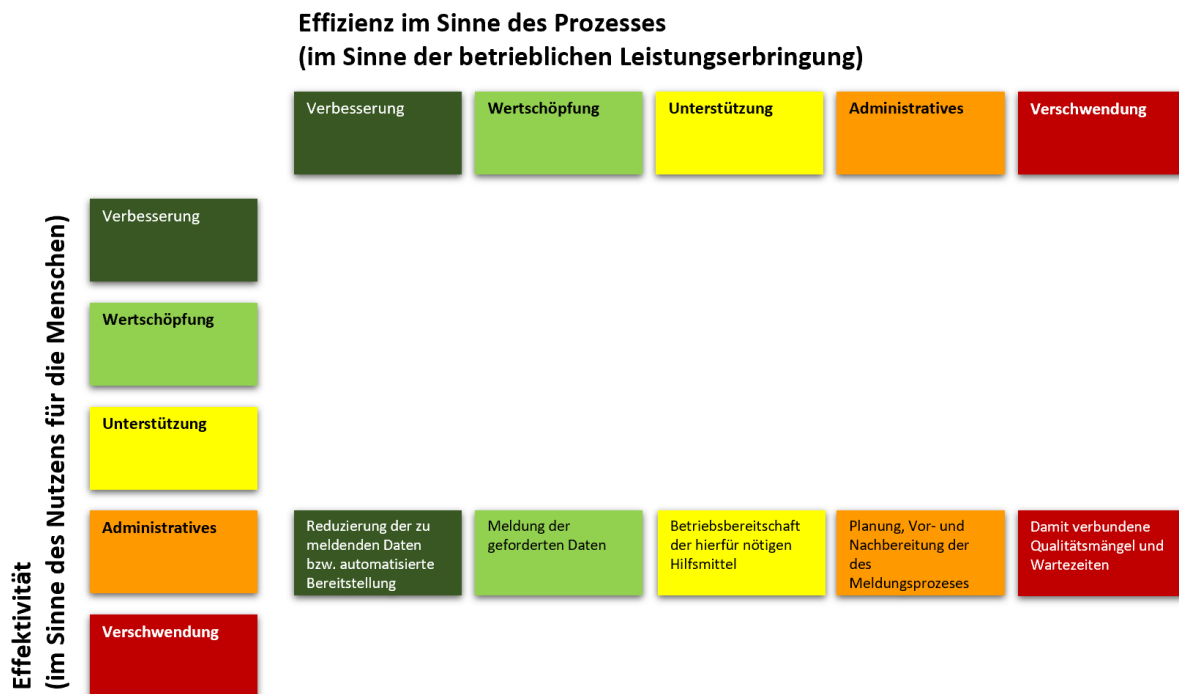 Effizienz im Sinne des Prozesses
(im Sinne der betrieblichen Leistungserbringung)
Verbesserung
Wertschöpfung
Unterstützung
Administratives
Verschwendung
Effektivität
(im Sinne des Nutzens für die Menschen)
Verbesserung
Wertschöpfung
Unterstützung
Administratives
Reduzierung der zu
meldenden Daten
bzw. automatisierte
Bereitstellung
Meldung der
geforderten Daten
Betriebsbereitschaft
der hierfür nötigen
Hilfsmittel
Planung, Vor- und
Nachbereitung der
des
Meldungsprozeses
Damit verbundene
Qualitätsmängel und
Wartezeiten
Verschwendung